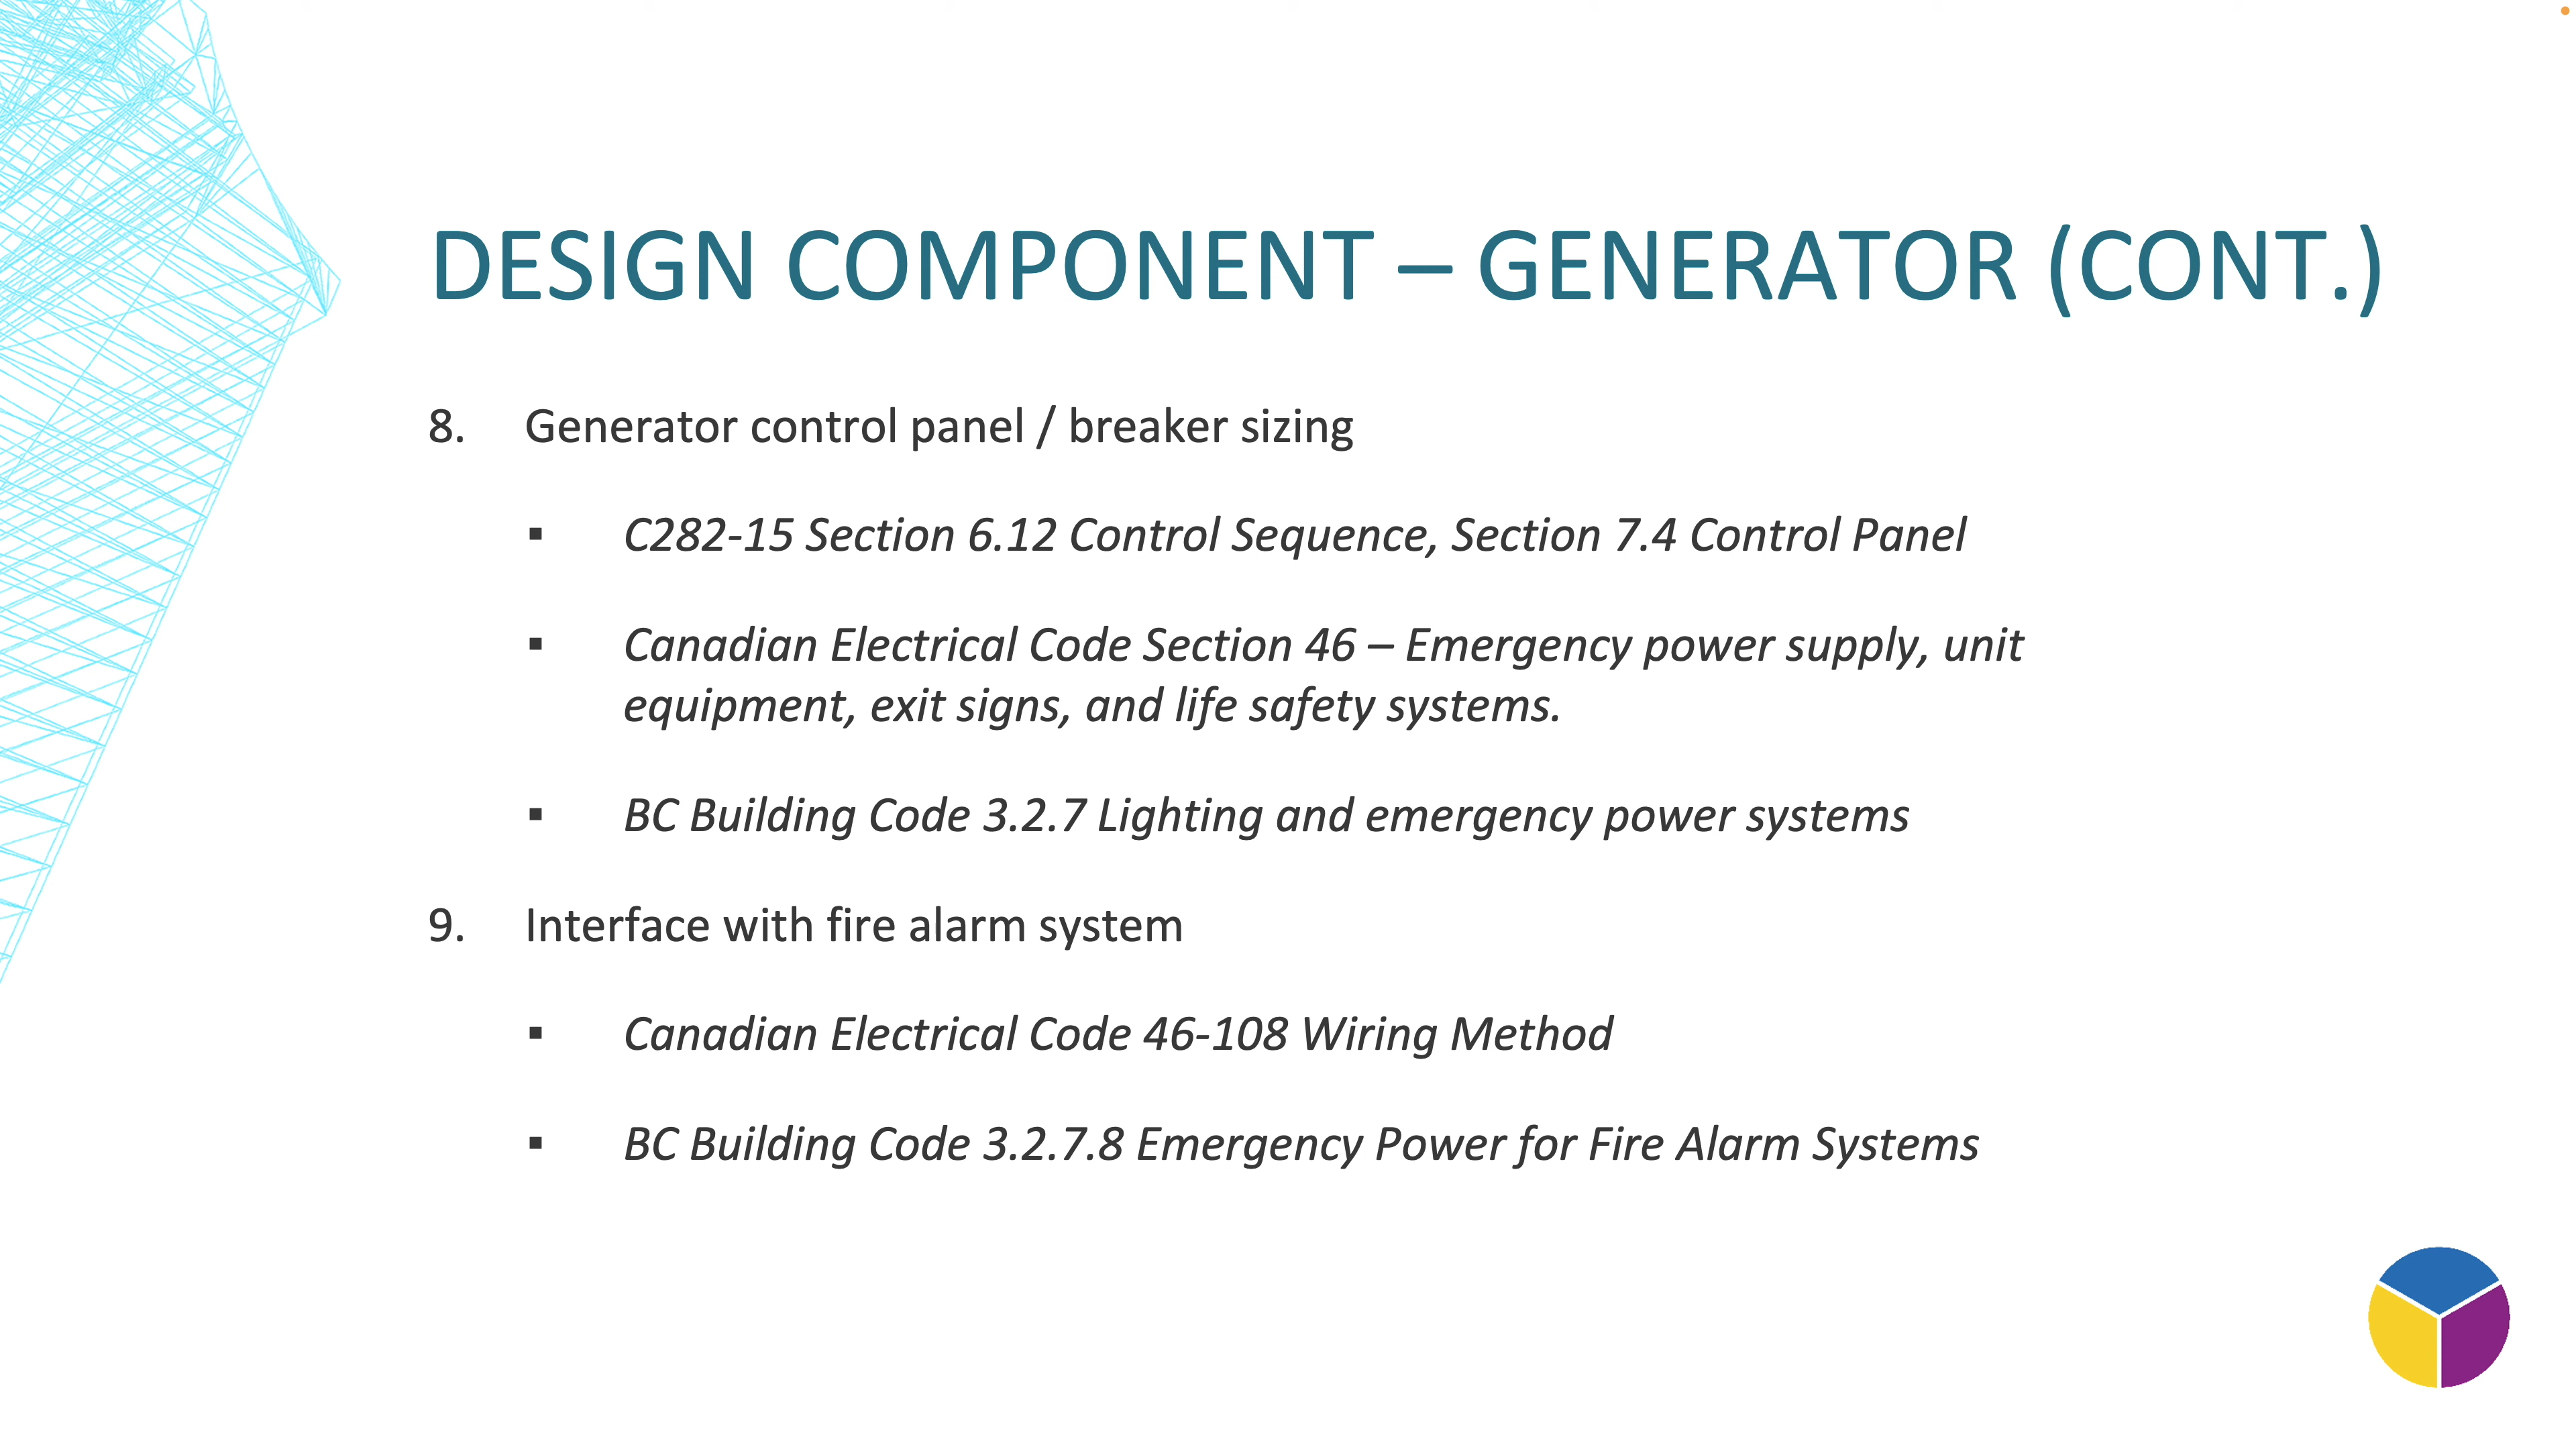 DESIGN COMPONENT – GENERATOR (CONT.)
8. Generator control panel / breaker sizing
▪ C282-15 Section 6.12 Control Sequence, Section 7.4 Control Panel
▪ Canadian Electrical Code Section 46 – Emergency power supply, unit
equipment, exit signs, and life safety systems.
▪ BC Building Code 3.2.7 Lighting and emergency power systems
9. Interface with fire alarm system
▪ Canadian Electrical Code 46-108 Wiring Method
▪ BC Building Code 3.2.7.8 Emergency Power for Fire Alarm Systems